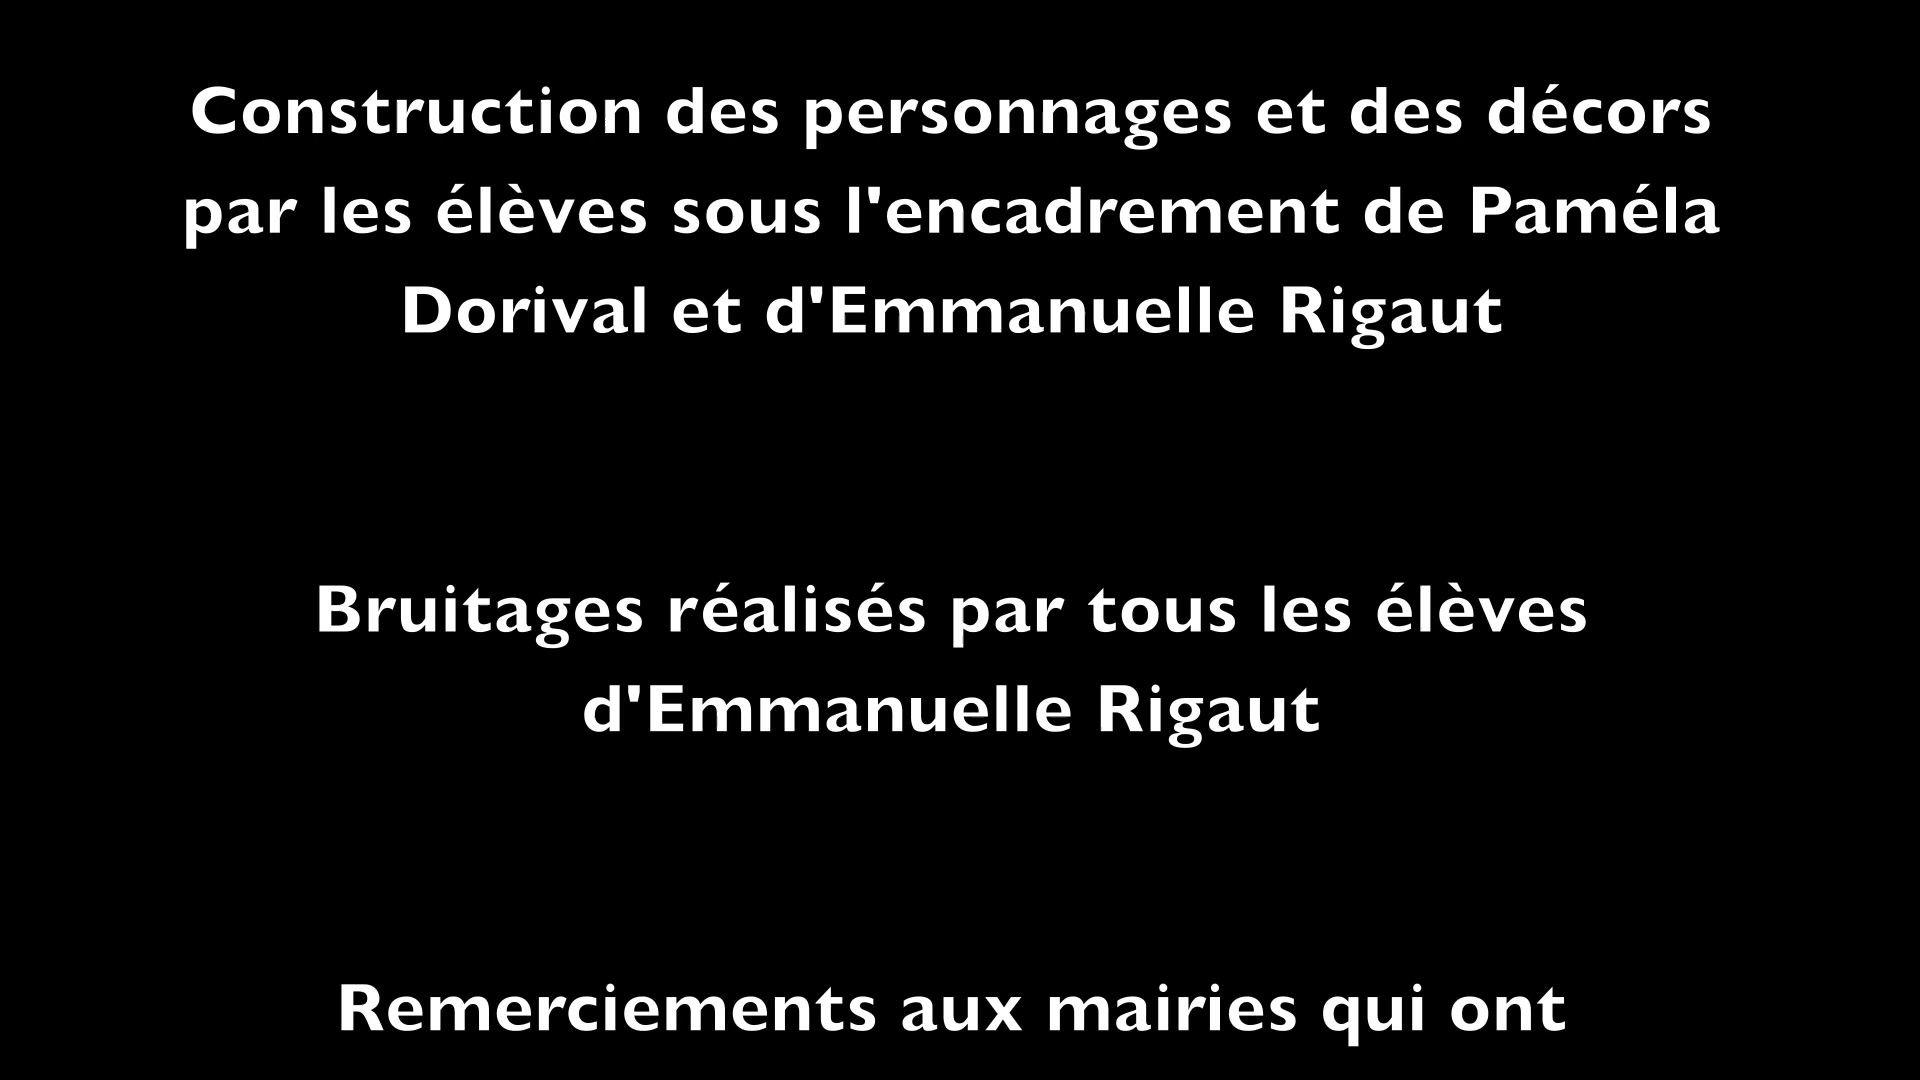 Construction des personnages et des décors
par les élèves sous l'encadrement de Paméla
Dorival et d'Emmanuelle Rigaut
Bruitages réalisés par tous les élèves
d'Emmanuelle Rigaut
Remerciements aux mairies qui ont